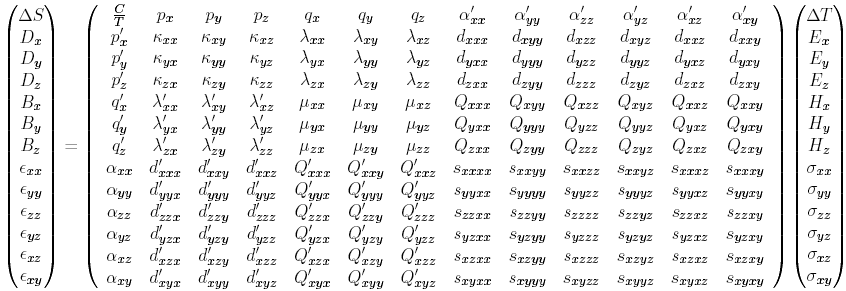 ΔS C/T p_x p_y p_z q_x q_y q_z α′_xx α′_yy α′_zz α′_yz α′_xz α′_xy ΔT
D_x p′_x κ_xx κ_xy κ_xz λ_xx λ_xy λ_xz d_xxx d_xyy d_xzz d_xyz d_xxz d_xxy E_x
D_y p′_y κ_yx κ_yy κ_yz λ_yx λ_yy λ_yz d_yxx d_yyy d_yzz d_yyz d_yxz d_yxy E_y
D_z p′_z κ_zx κ_zy κ_zz λ_zx λ_zy λ_zz d_zxx d_zyy d_zzz d_zyz d_zxz d_zxy E_z
B_x q′_x λ′_xx λ′_xy λ′_xz μ_xx μ_xy μ_xz Q_xxx Q_xyy Q_xzz Q_xyz Q_xxz Q_xxy H_x
B_y q′_y λ′_yx λ′_yy λ′_yz μ_yx μ_yy μ_yz Q_yxx Q_yyy Q_yzz Q_yyz Q_yxz Q_yxy H_y
B_z = q′_z λ′_zx λ′_zy λ′_zz μ_zx μ_zy μ_zz Q_zxx Q_zyy Q_zzz Q_zyz Q_zxz Q_zxy H_z
ϵ_xx α_xx d′_xxx d′_xxy d′_xxz Q′_xxx Q′_xxy Q′_xxz s_xxxx s_xxyy s_xxzz s_xxyz s_xxxz s_xxxy σ_xx
ϵ_yy α_yy d′_yyx d′_yyy d′_yyz Q′_yyx Q′_yyy Q′_yyz s_yyxx s_yyyy s_yyzz s_yyyz s_yyxz s_yyxy σ_yy
ϵ_zz α_zz d′_zzx d′_zzy d′_zzz Q′_zzx Q′_zzy Q′_zzz s_zzxx s_zzyy s_zzzz s_zzyz s_zzxz s_zzxy σ_zz
ϵ_yz α_yz d′_yzx d′_yzy d′_yzz Q′_yzx Q′_yzy Q′_yzz s_yzxx s_yzyy s_yzzz s_yzyz s_yzxz s_yzxy σ_yz
ϵ_xz α_xz d′_xzx d′_xzy d′_xzz Q′_xzx Q′_xzy Q′_xzz s_xzxx s_xzyy s_xzzz s_xzyz s_xzxz s_xzxy σ_xz
ϵ_xy α_xy d′_xyx d′_xyy d′_xyz Q′_xyx Q′_xyy Q′_xyz s_xyxx s_xyyy s_xyzz s_xyyz s_xyxz s_xyxy σ_xy